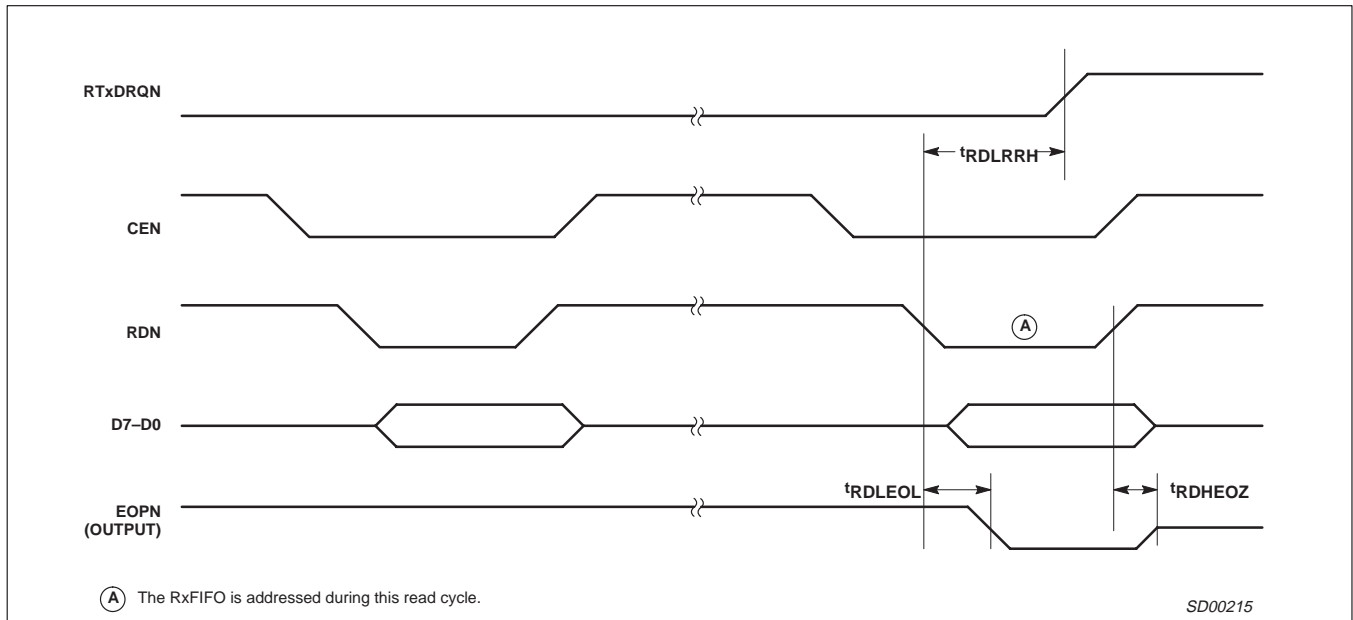 RTxDRQN
tRDLRRH
CEN
RDN
A
D7–D0
tRDLEOL
tRDHEOZ
EOPN
(OUTPUT)
A The RxFIFO is addressed during this read cycle.
SD00215